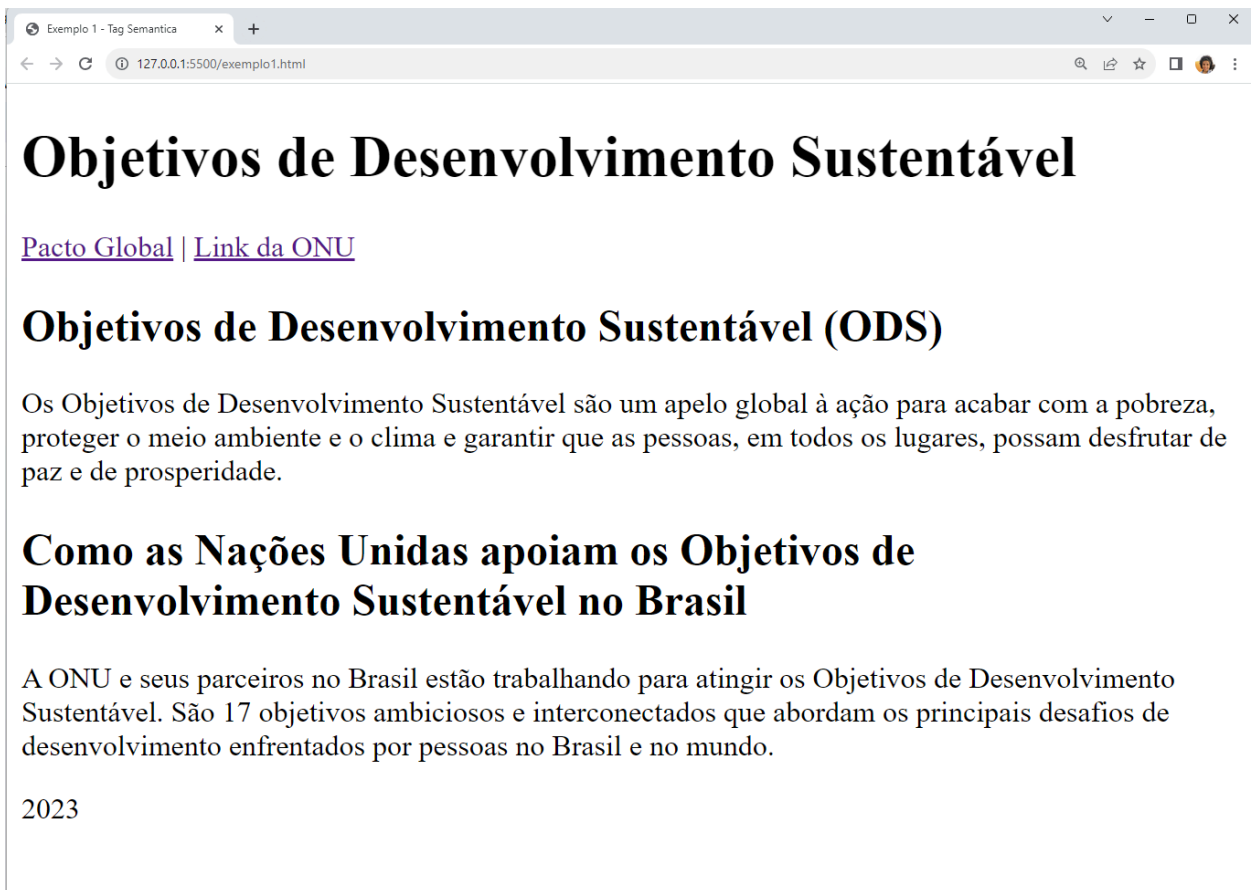 Exemplo 1 - Tag Semantica
127.0.0.1:5500/exemplo1.html
Objetivos de Desenvolvimento Sustentável
Pacto Global | Link da ONU
Objetivos de Desenvolvimento Sustentável (ODS)
Os Objetivos de Desenvolvimento Sustentável são um apelo global à ação para acabar com a pobreza,
proteger o meio ambiente e o clima e garantir que as pessoas, em todos os lugares, possam desfrutar de
paz e de prosperidade.
Como as Nações Unidas apoiam os Objetivos de
Desenvolvimento Sustentável no Brasil
A ONU e seus parceiros no Brasil estão trabalhando para atingir os Objetivos de Desenvolvimento
Sustentável. São 17 objetivos ambiciosos e interconectados que abordam os principais desafios de
desenvolvimento enfrentados por pessoas no Brasil e no mundo.
2023